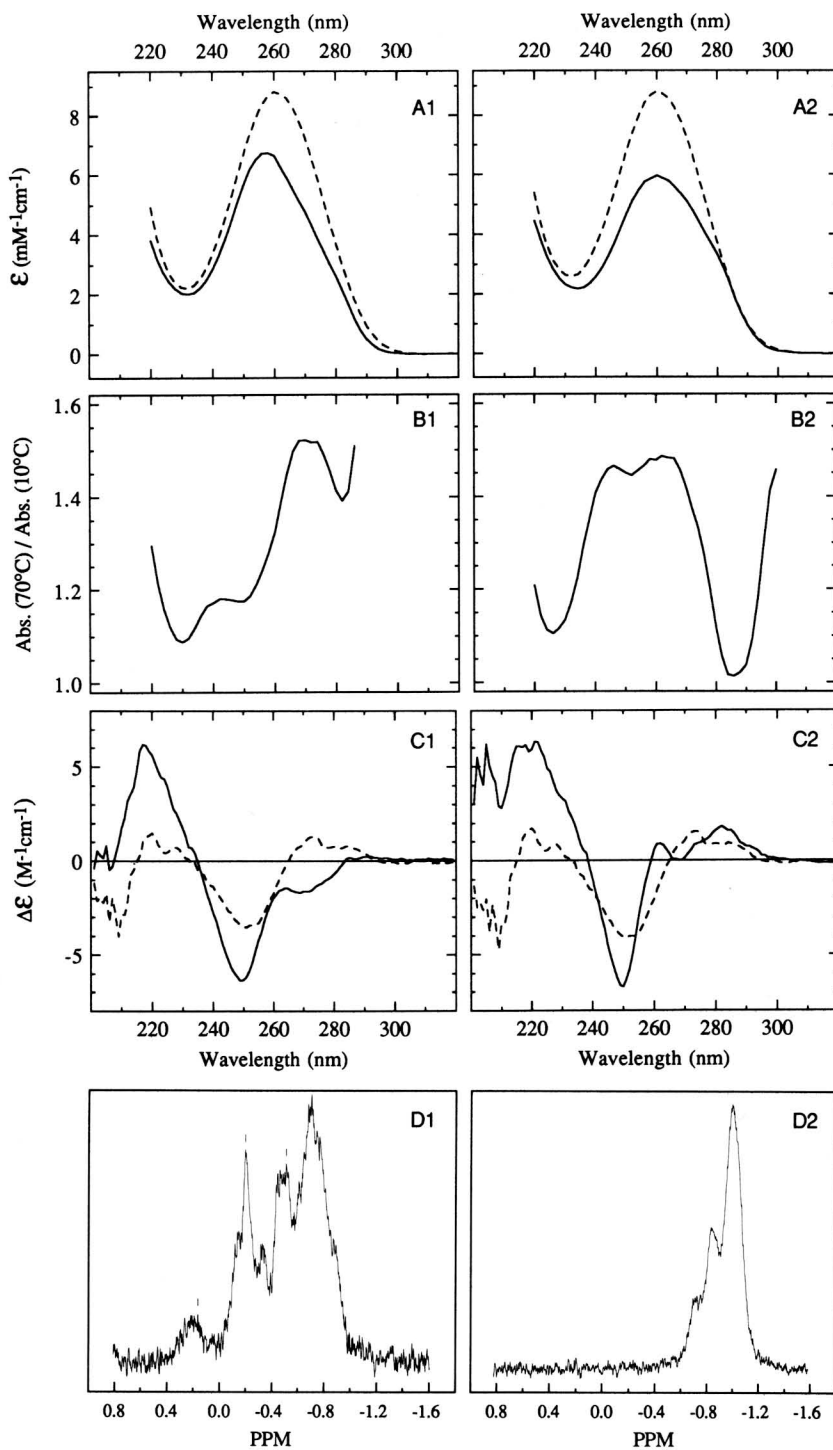 Wavelength (nm)
Wavelength (nm)
220 240 260 280 300
220 240 260 280 300
A1
A2
8
6
4
2
0
ε (mM⁻¹cm⁻¹)
B1
B2
1.6
1.4
1.2
1.0
Abs. (70°C) / Abs. (10°C)
C1
C2
5
0
-5
Δε (M⁻¹cm⁻¹)
220 240 260 280 300
220 240 260 280 300
Wavelength (nm)
Wavelength (nm)
D1
D2
0.8 0.4 0.0 -0.4 -0.8 -1.2 -1.6
0.8 0.4 0.0 -0.4 -0.8 -1.2 -1.6
PPM
PPM